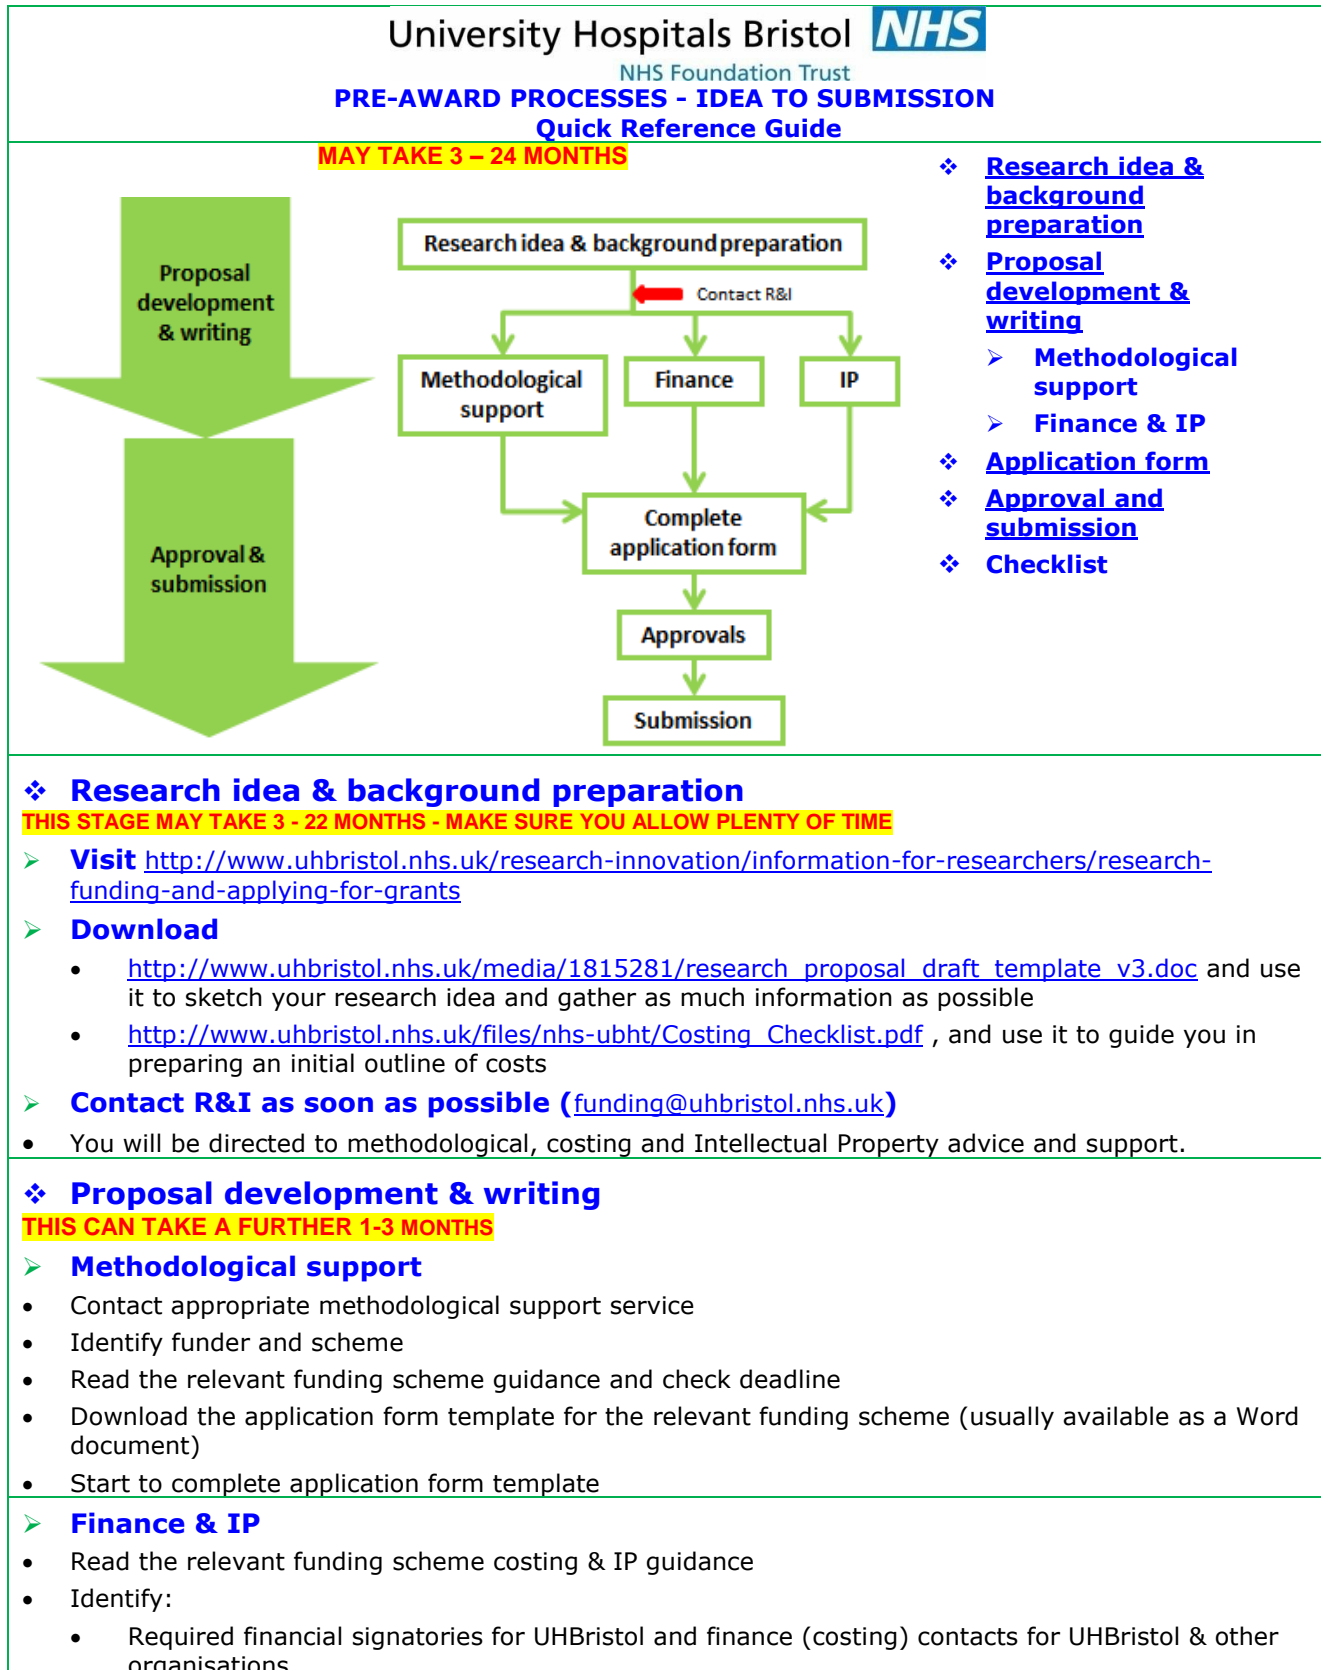 University Hospitals Bristol NHS
NHS Foundation Trust
PRE-AWARD PROCESSES - IDEA TO SUBMISSION
Quick Reference Guide
MAY TAKE 3 – 24 MONTHS
Proposal
development
& writing
Approval &
submission
Research idea & background preparation
Contact R&I
Methodological
support
Finance
IP
Complete
application form
Approvals
Submission
❖ Research idea &
background
preparation
❖ Proposal
development &
writing
➢ Methodological
support
➢ Finance & IP
❖ Application form
❖ Approval and
submission
❖ Checklist
❖ Research idea & background preparation
THIS STAGE MAY TAKE 3 - 22 MONTHS - MAKE SURE YOU ALLOW PLENTY OF TIME
➢ Visit http://www.uhbristol.nhs.uk/research-innovation/information-for-researchers/research-
funding-and-applying-for-grants
➢ Download
• http://www.uhbristol.nhs.uk/media/1815281/research_proposal_draft_template_v3.doc and use
it to sketch your research idea and gather as much information as possible
• http://www.uhbristol.nhs.uk/files/nhs-ubht/Costing_Checklist.pdf , and use it to guide you in
preparing an initial outline of costs
➢ Contact R&I as soon as possible (funding@uhbristol.nhs.uk)
• You will be directed to methodological, costing and Intellectual Property advice and support.
❖ Proposal development & writing
THIS CAN TAKE A FURTHER 1-3 MONTHS
➢ Methodological support
• Contact appropriate methodological support service
• Identify funder and scheme
• Read the relevant funding scheme guidance and check deadline
• Download the application form template for the relevant funding scheme (usually available as a Word
document)
• Start to complete application form template
➢ Finance & IP
• Read the relevant funding scheme costing & IP guidance
• Identify:
• Required financial signatories for UHBristol and finance (costing) contacts for UHBristol & other
organisations